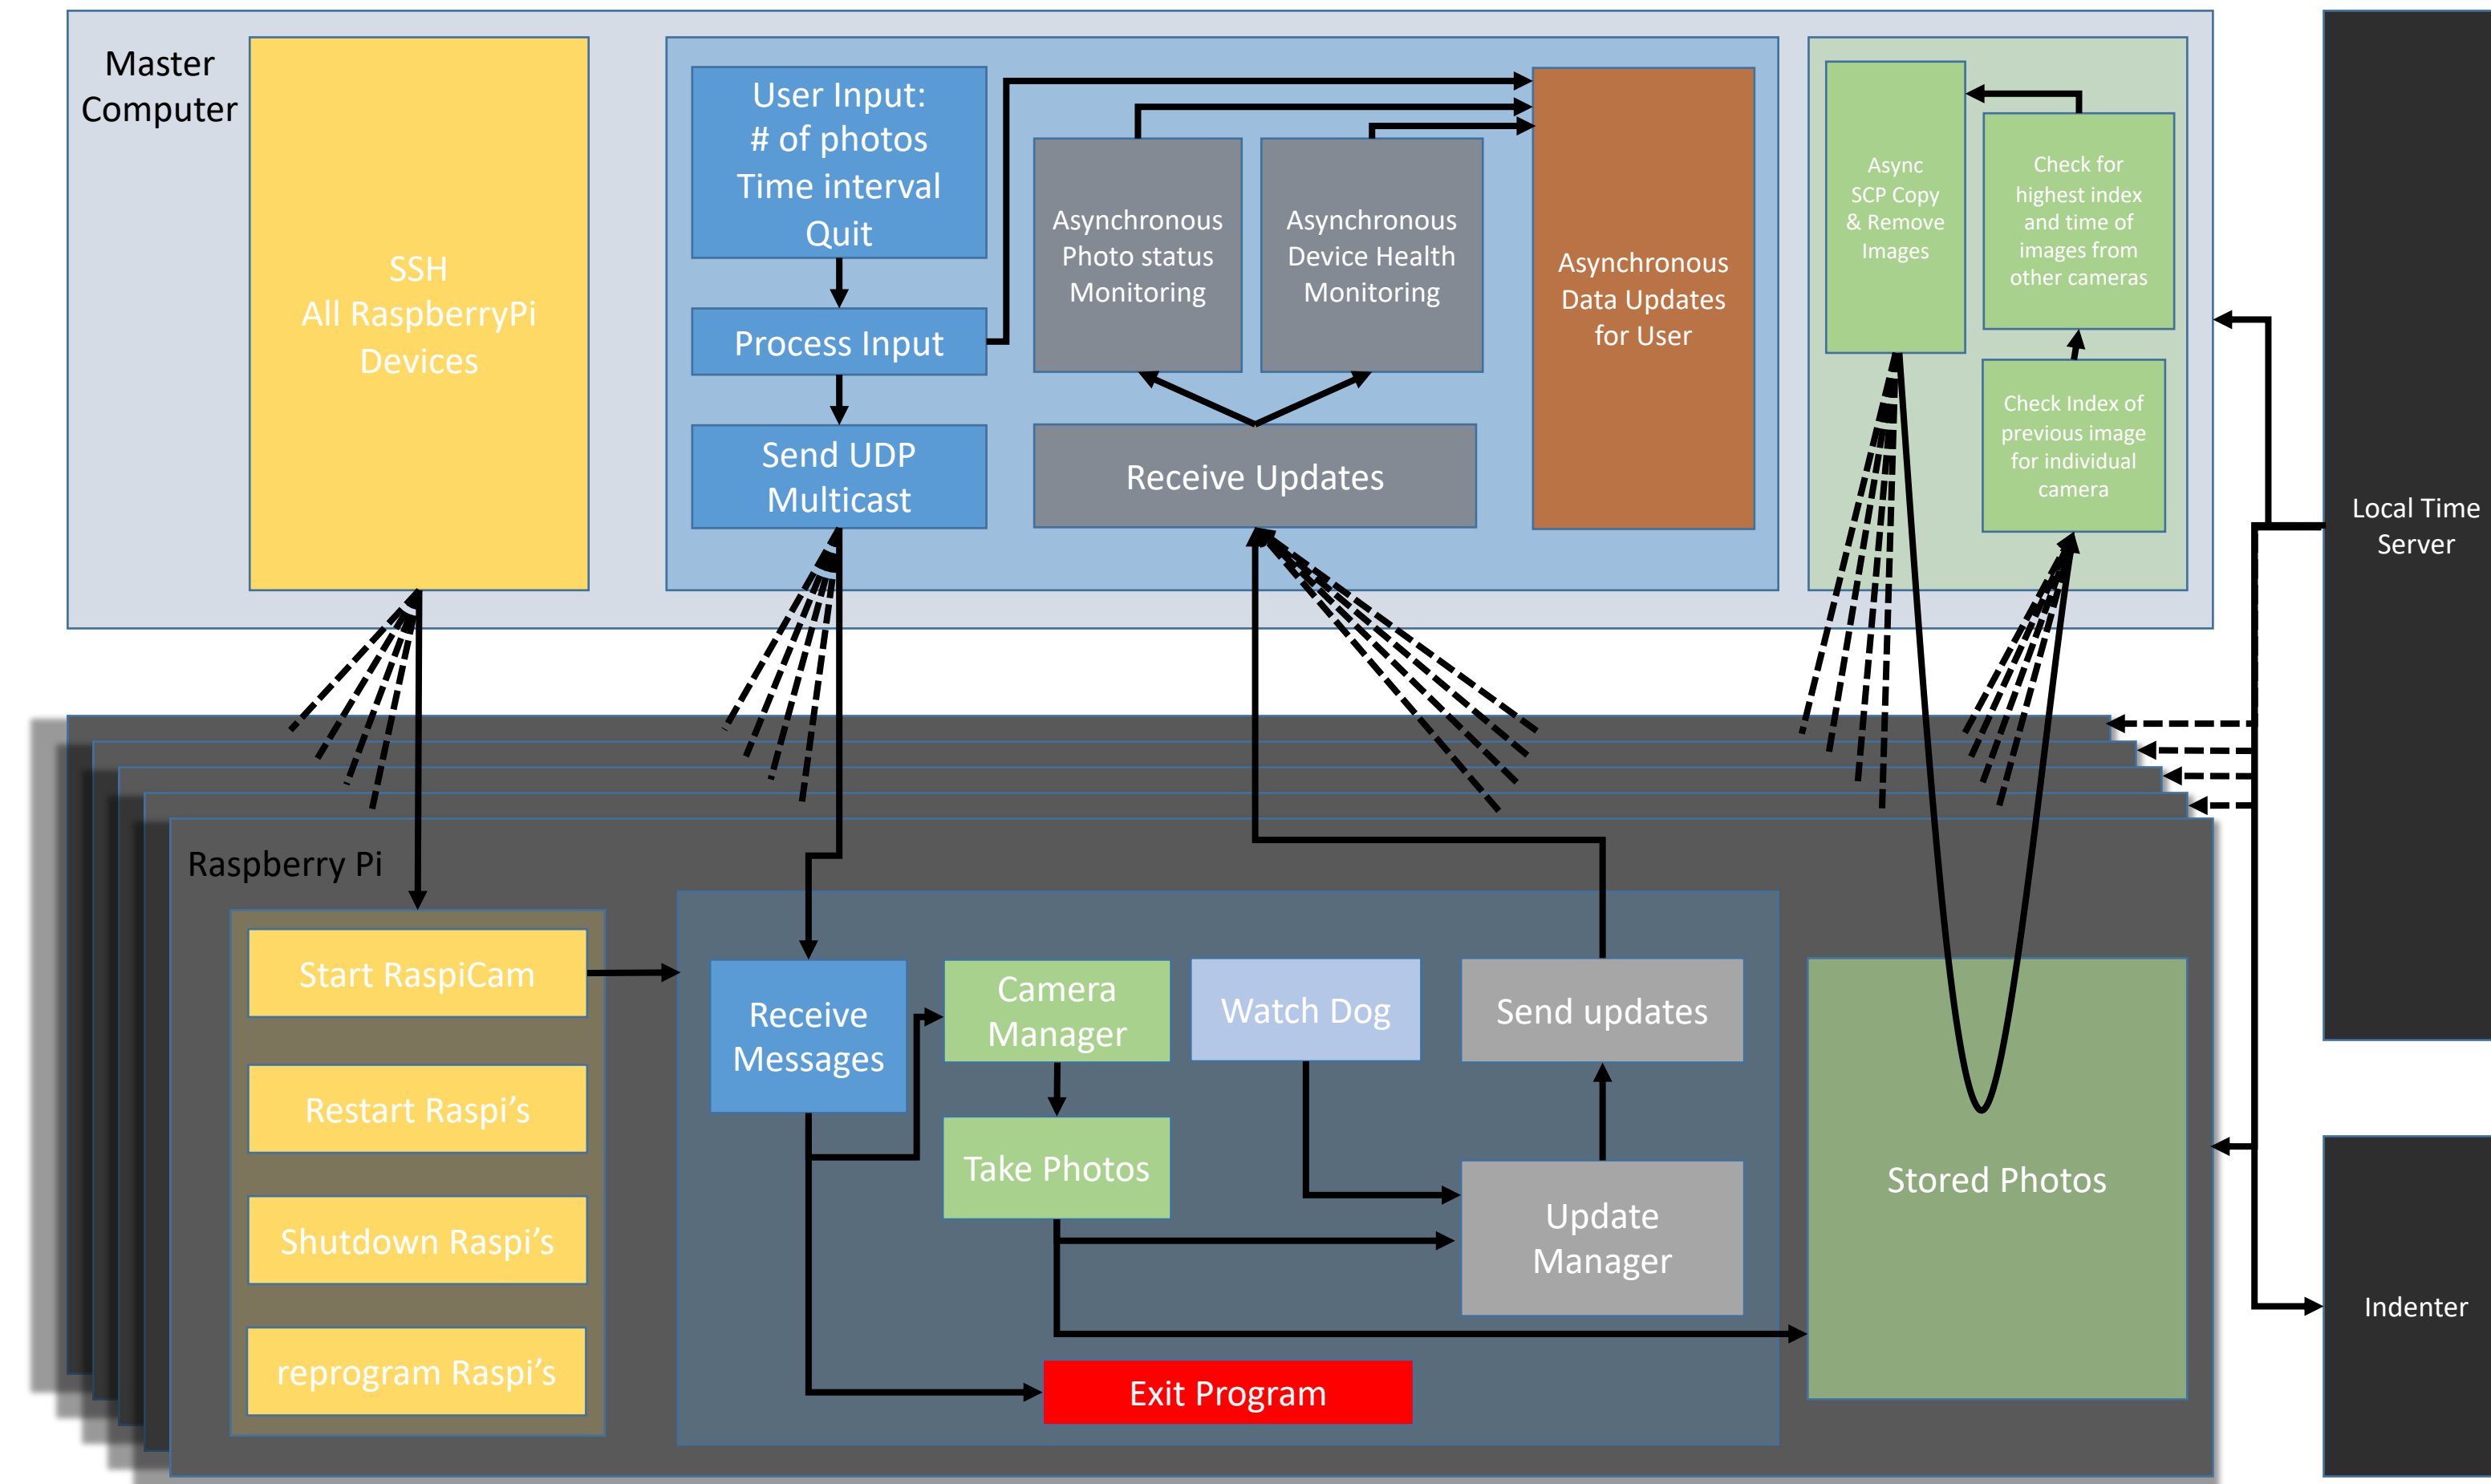 Master
Computer
SSH
All RaspberryPi
Devices
User Input:
# of photos
Time interval
Quit
Process Input
Send UDP
Multicast
Asynchronous
Photo status
Monitoring
Asynchronous
Device Health
Monitoring
Receive Updates
Asynchronous
Data Updates
for User
Async
SCP Copy
& Remove
Images
Check for
highest index
and time of
images from
other cameras
Check Index of
previous image
for individual
camera
Local Time
Server
Raspberry Pi
Start RaspiCam
Restart Raspi’s
Shutdown Raspi’s
reprogram Raspi’s
Receive
Messages
Camera
Manager
Take Photos
Watch Dog
Send updates
Update
Manager
Exit Program
Stored Photos
Indenter